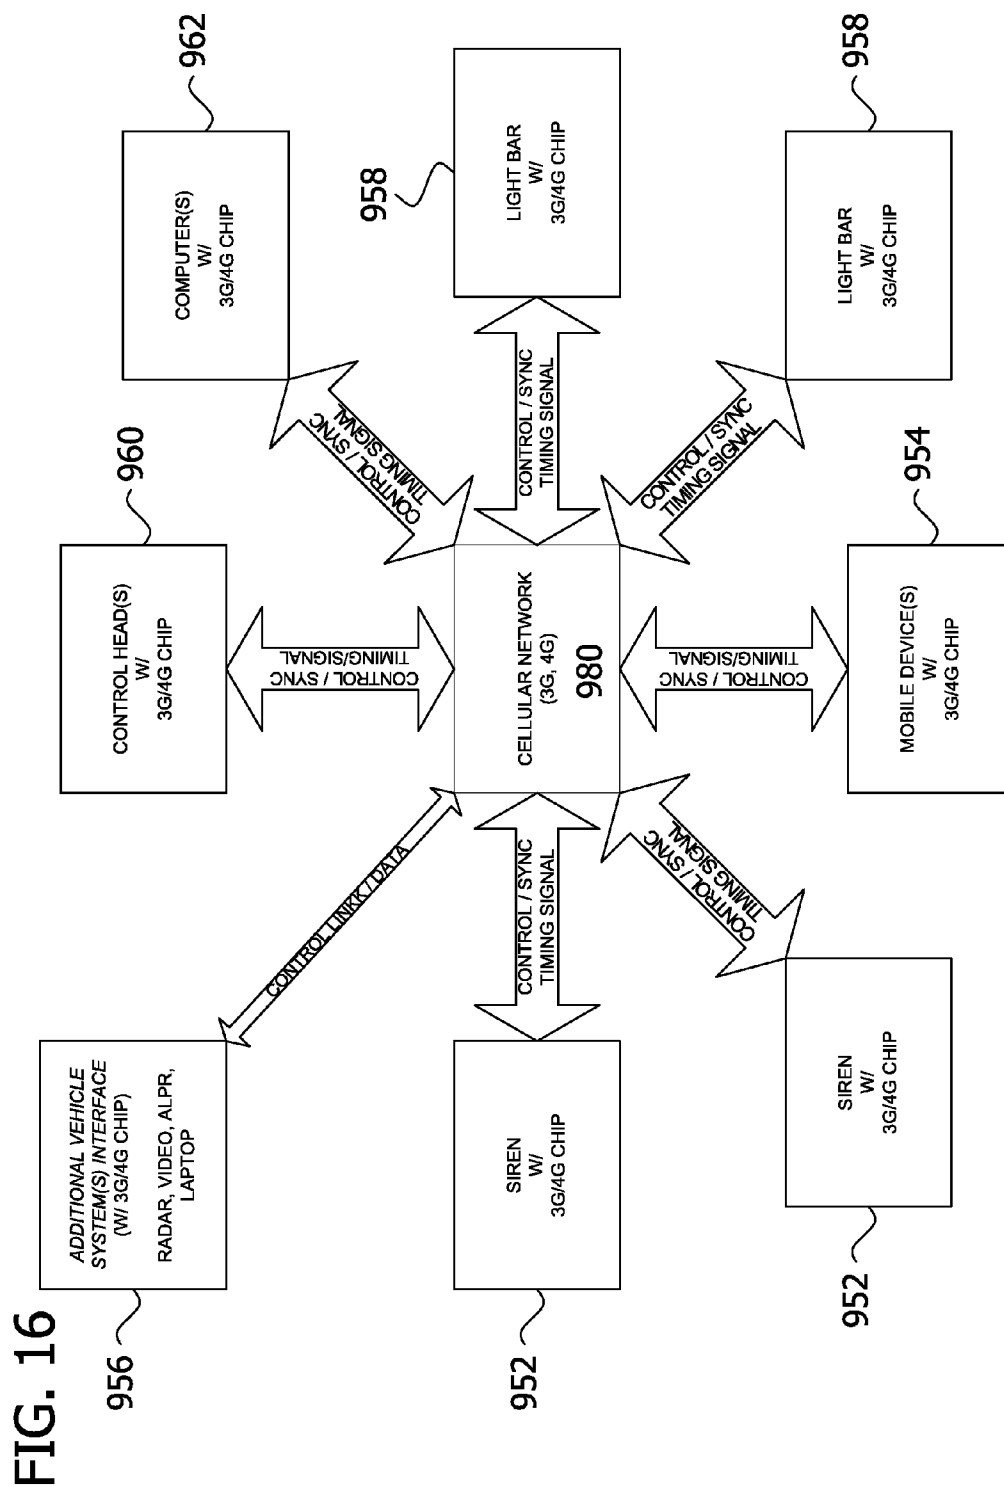 FIG. 16
956
ADDITIONAL VEHICLE
SYSTEM(S) INTERFACE
(W/ 3G/4G CHIP)
RADAR, VIDEO, ALPR,
LAPTOP
CONTROL LINKK / DATA
960
CONTROL HEAD(S)
W/
3G/4G CHIP
CONTROL / SYNC
TIMING/SIGNAL
962
COMPUTER(S)
W/
3G/4G CHIP
CONTROL / SYNC
TIMING SIGNAL
952
SIREN
W/
3G/4G CHIP
CONTROL / SYNC
TIMING SIGNAL
CELLULAR NETWORK
(3G, 4G)
980
CONTROL / SYNC
TIMING SIGNAL
958
LIGHT BAR
W/
3G/4G CHIP
952
SIREN
W/
3G/4G CHIP
CONTROL / SYNC
TIMING SIGNAL
CONTROL / SYNC
TIMING/SIGNAL
954
MOBILE DEVICE(S)
W/
3G/4G CHIP
CONTROL / SYNC
TIMING SIGNAL
958
LIGHT BAR
W/
3G/4G CHIP